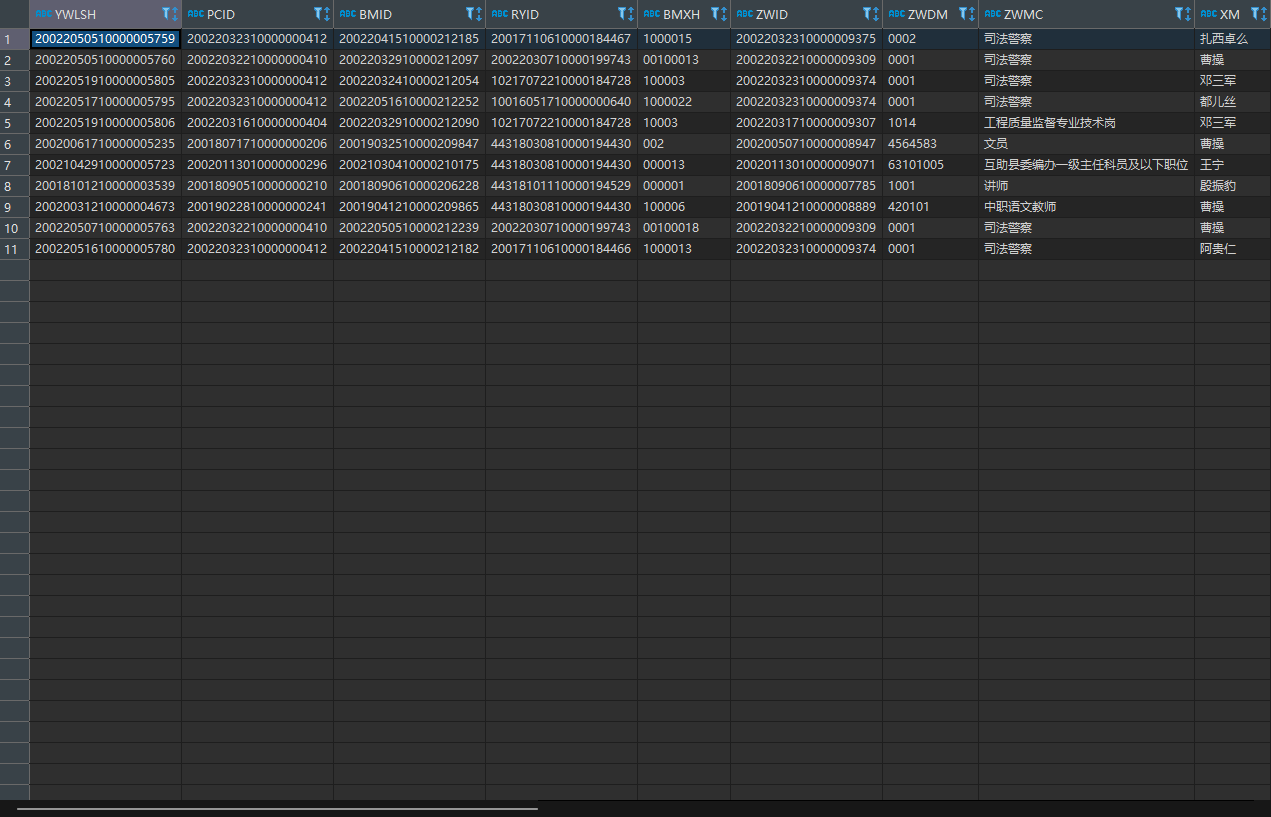 ABC YWLSH ABC PCID ABC BMID ABC RYID ABC BMXH ABC ZWID ABC ZWDM ABC ZWMC ABC XM
1 20022050510000005759 20022032310000000412 20022041510000212185 20017110610000184467 1000015 20022032310000009375 0002 司法警察 扎西卓么
2 20022050510000005760 20022032210000000410 20022032910000212097 20022030710000199743 00100013 20022032210000009309 0001 司法警察 曹操
3 20022051910000005805 20022032310000000412 20022032410000212054 10217072210000184728 100003 20022032310000009374 0001 司法警察 邓三军
4 20022051710000005795 20022032310000000412 20022051610000212252 10016051710000000640 1000022 20022032310000009374 0001 司法警察 都儿丝
5 20022051910000005806 20022031610000000404 20022032910000212090 10217072210000184728 10003 20022031710000009307 1014 工程质量监督专业技术岗 邓三军
6 20020061710000005235 20018071710000000206 20019032510000209847 44318030810000194430 002 20020050710000008947 4564583 文员 曹操
7 20021042910000005723 20020113010000000296 20021030410000210175 44318030810000194430 000013 20020113010000009071 63101005 互助县委编办一级主任科员及以下职位 王宁
8 20018101210000003539 20018090510000000210 20018090610000206228 44318101110000194529 000001 20018090610000007785 1001 讲师 殷振豹
9 20020031210000004673 20019022810000000241 20019041210000209865 44318030810000194430 100006 20019041210000008889 420101 中职语文教师 曹操
10 20022050710000005763 20022032210000000410 20022050510000212239 20022030710000199743 00100018 20022032210000009309 0001 司法警察 曹操
11 20022051610000005780 20022032310000000412 20022041510000212182 20017110610000184466 1000013 20022032310000009374 0001 司法警察 阿贵仁